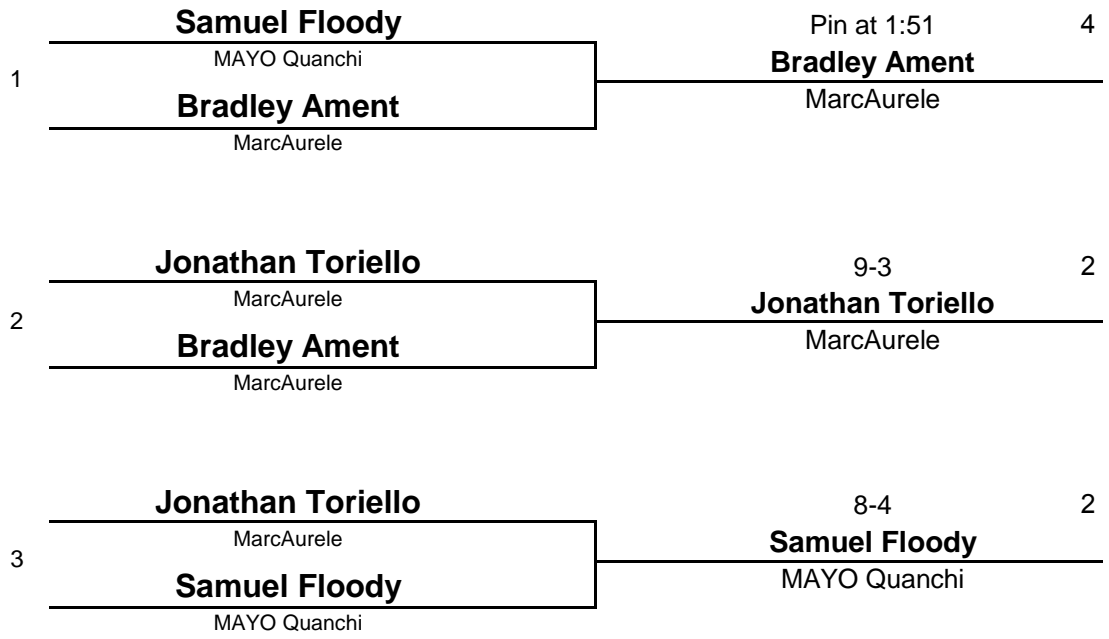 Samuel Floody
MAYO Quanchi
1
Bradley Ament
MarcAurele
Pin at 1:51 4
Bradley Ament
MarcAurele
Jonathan Toriello
MarcAurele
2
Bradley Ament
MarcAurele
9-3 2
Jonathan Toriello
MarcAurele
Jonathan Toriello
MarcAurele
3
Samuel Floody
MAYO Quanchi
8-4 2
Samuel Floody
MAYO Quanchi